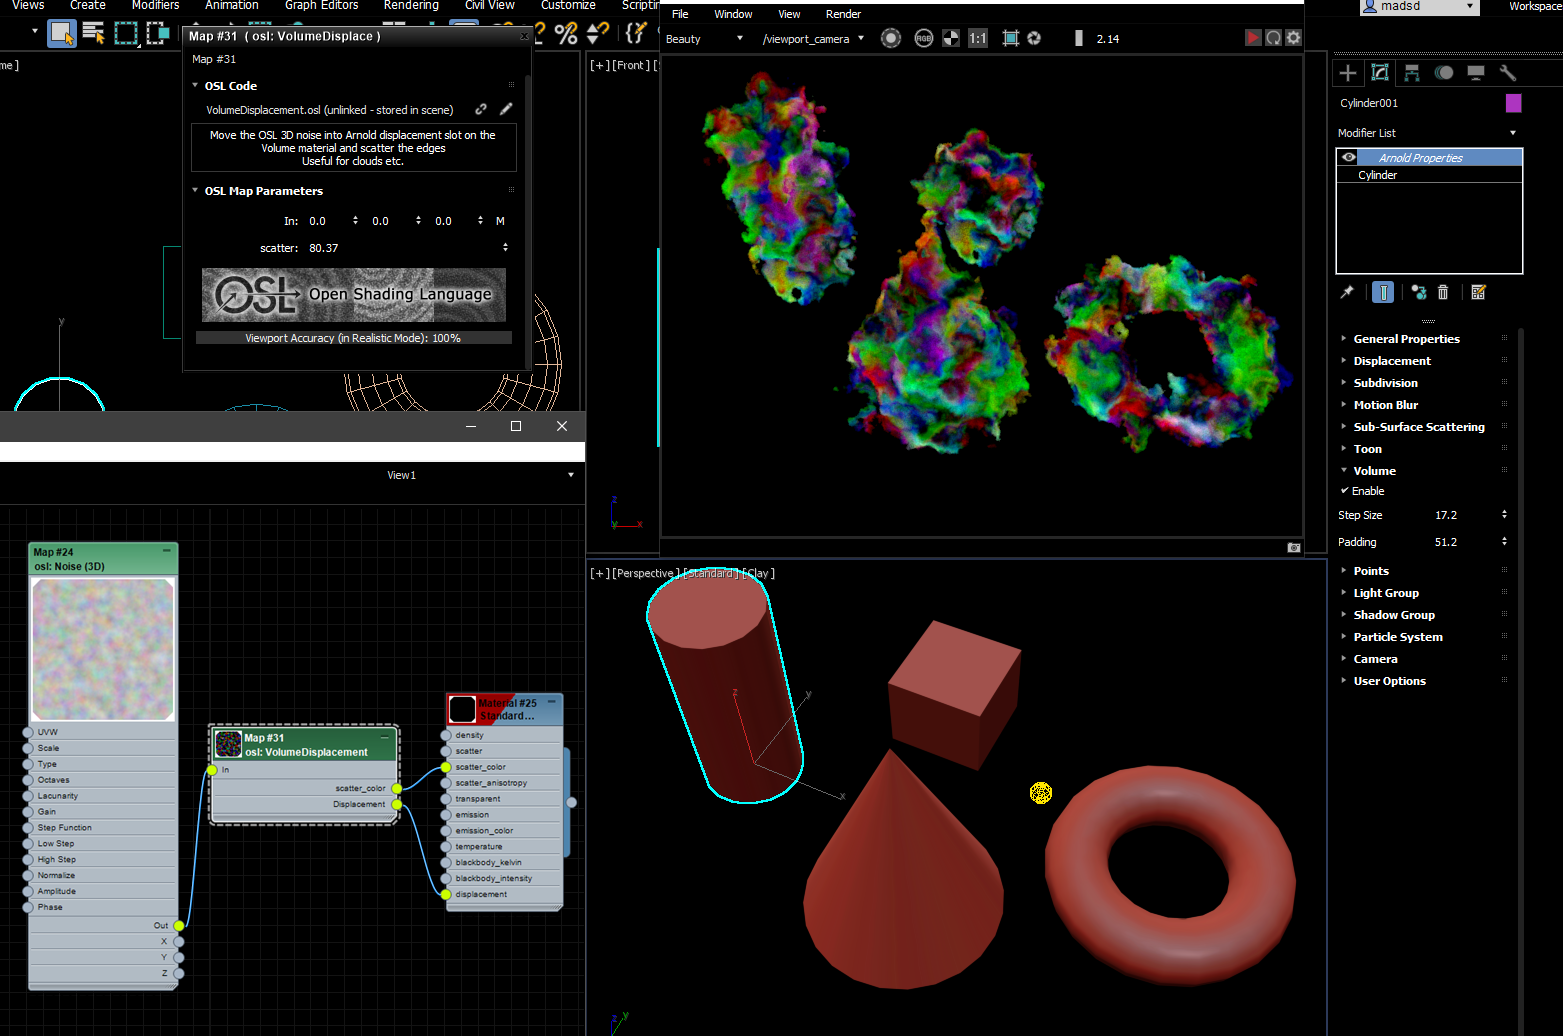 Views Create Modifiers Animation Graph Editors Rendering Civil View Customize Scriptin
madsd
Workspace
Map #31 ( osl: VolumeDisplace )
Map #31
OSL Code
VolumeDisplacement.osl (unlinked - stored in scene)
Move the OSL 3D noise into Arnold displacement slot on the
Volume material and scatter the edges
Useful for clouds etc.
OSL Map Parameters
In: 0.0 0.0 0.0 M
scatter: 80.37
OSL Open Shading Language
Viewport Accuracy (in Realistic Mode): 100%
me ]
y
[+] [Front ] [S
z
y x
File Window View Render
Beauty /viewport_camera RGB 1:1 2.14
Cylinder001
Modifier List
Arnold Properties
Cylinder
General Properties
Displacement
Subdivision
Motion Blur
Sub-Surface Scattering
Toon
Volume
Enable
Step Size 17.2
Padding 51.2
Points
Light Group
Shadow Group
Particle System
Camera
User Options
View1
Map #24
osl: Noise (3D)
UVW
Scale
Type
Octaves
Lacunarity
Gain
Step Function
Low Step
High Step
Normalize
Amplitude
Phase
Out
X
Y
Z
Map #31
osl: VolumeDisplacement
In
scatter_color
Displacement
Material #25
Standard...
density
scatter
scatter_color
scatter_anisotropy
transparent
emission
emission_color
temperature
blackbody_kelvin
blackbody_intensity
displacement
[+] [Perspective ] [Standard ] [Clay ]
z
y
x
z y